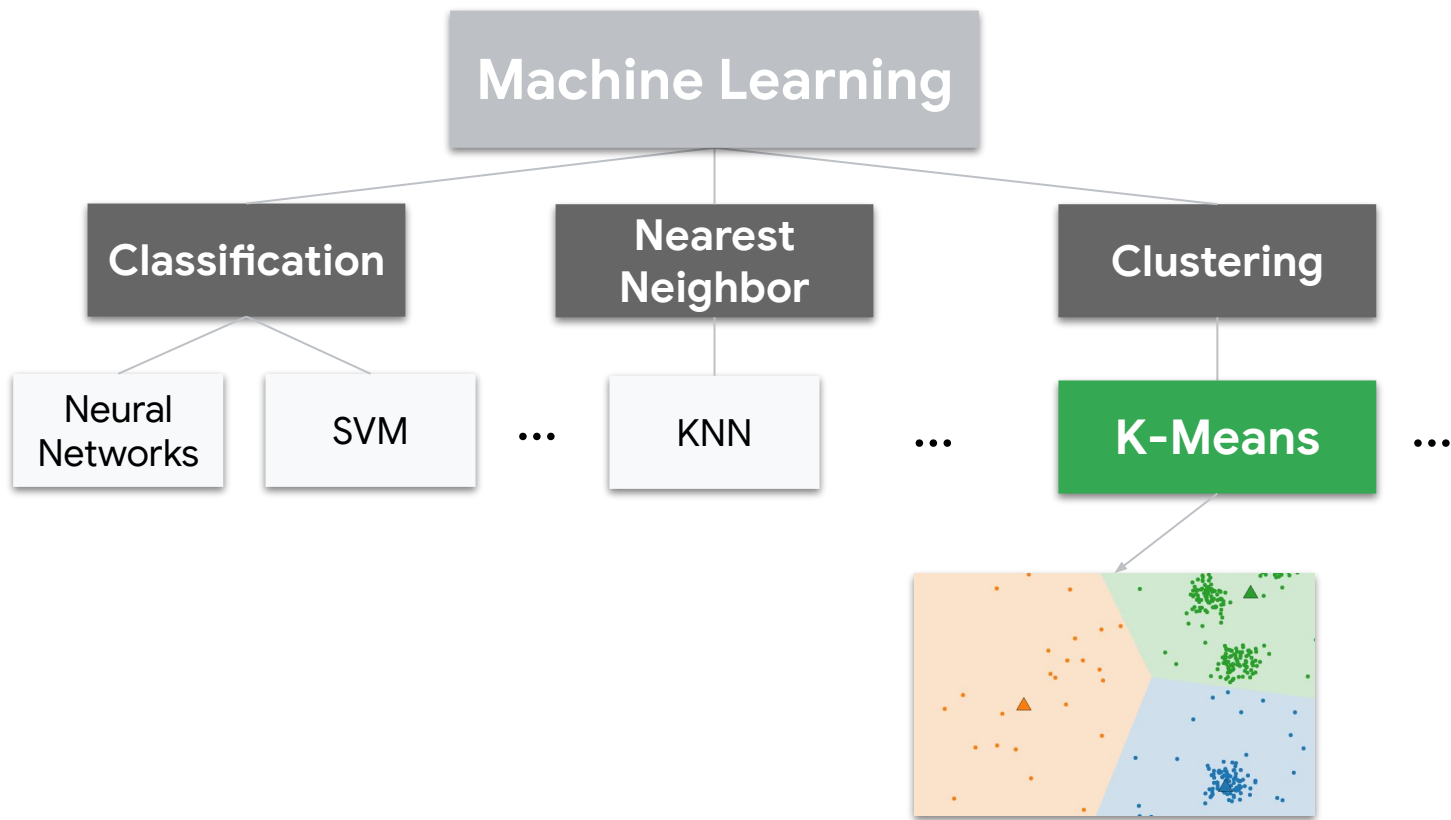 Machine Learning
Classification
Nearest
Neighbor
Clustering
Neural
Networks
SVM
...
KNN
...
K-Means
...